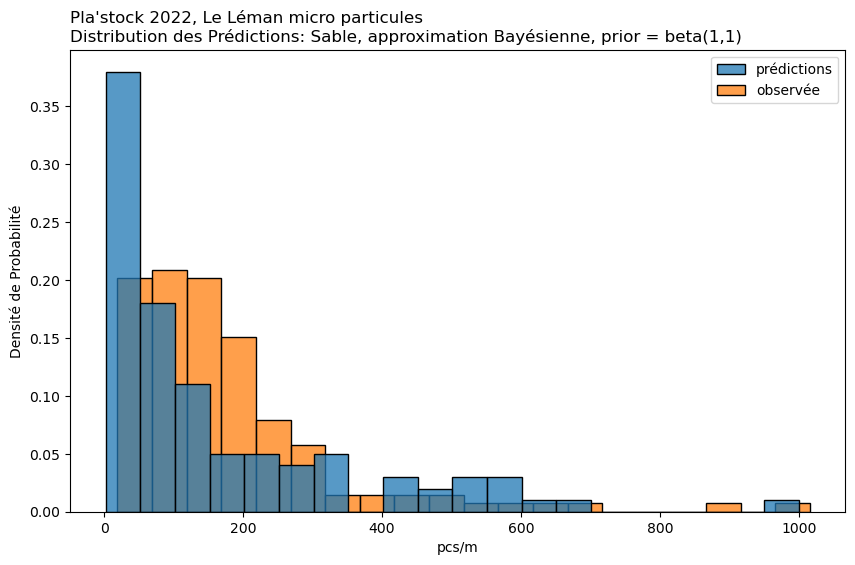 Pla'stock 2022, Le Léman micro particules
Distribution des Prédictions: Sable, approximation Bayésienne, prior = beta(1,1)
prédictions
observée
Densité de Probabilité
0.35
0.30
0.25
0.20
0.15
0.10
0.05
0.00
0
200
400
600
800
1000
pcs/m